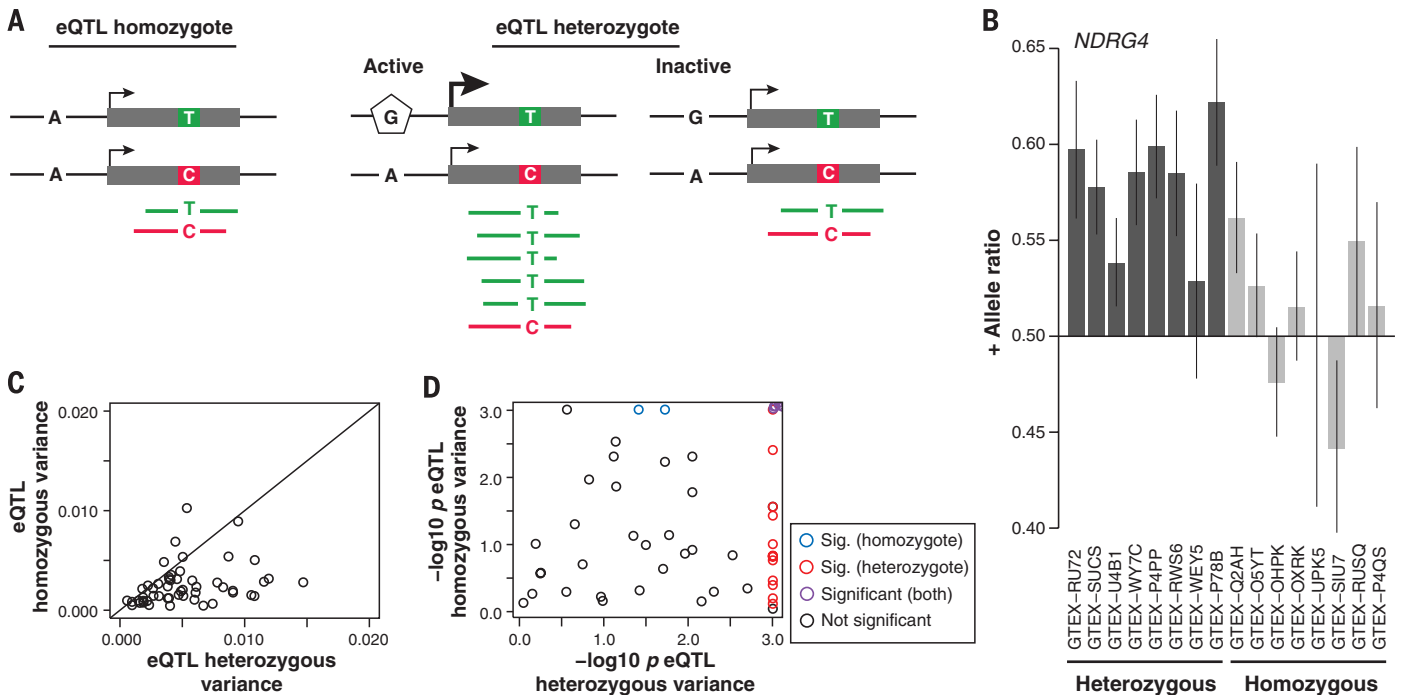 A
eQTL homozygote
A
T
A
C
T
C
eQTL heterozygote
Active
G
T
A
C
T
T
T
T
T
C
Inactive
G
T
A
C
T
C
B
NDRG4
+ Allele ratio
0.65
0.60
0.55
0.50
0.45
0.40
GTEX–RU72
GTEX–SUCS
GTEX–U4B1
GTEX–WY7C
GTEX–P4PP
GTEX–RWS6
GTEX–WEY5
GTEX–P78B
GTEX–Q2AH
GTEX–O5YT
GTEX–OHPK
GTEX–OXRK
GTEX–UPK5
GTEX–SIU7
GTEX–RUSQ
GTEX–P4QS
Heterozygous
Homozygous
C
eQTL
homozygous variance
0.020
0.010
0.000
0.000
0.010
0.020
eQTL heterozygous
variance
D
–log10 p eQTL
homozygous variance
3.0
2.0
1.0
0.0
0.0
1.0
2.0
3.0
–log10 p eQTL
heterozygous variance
Sig. (homozygote)
Sig. (heterozygote)
Significant (both)
Not significant